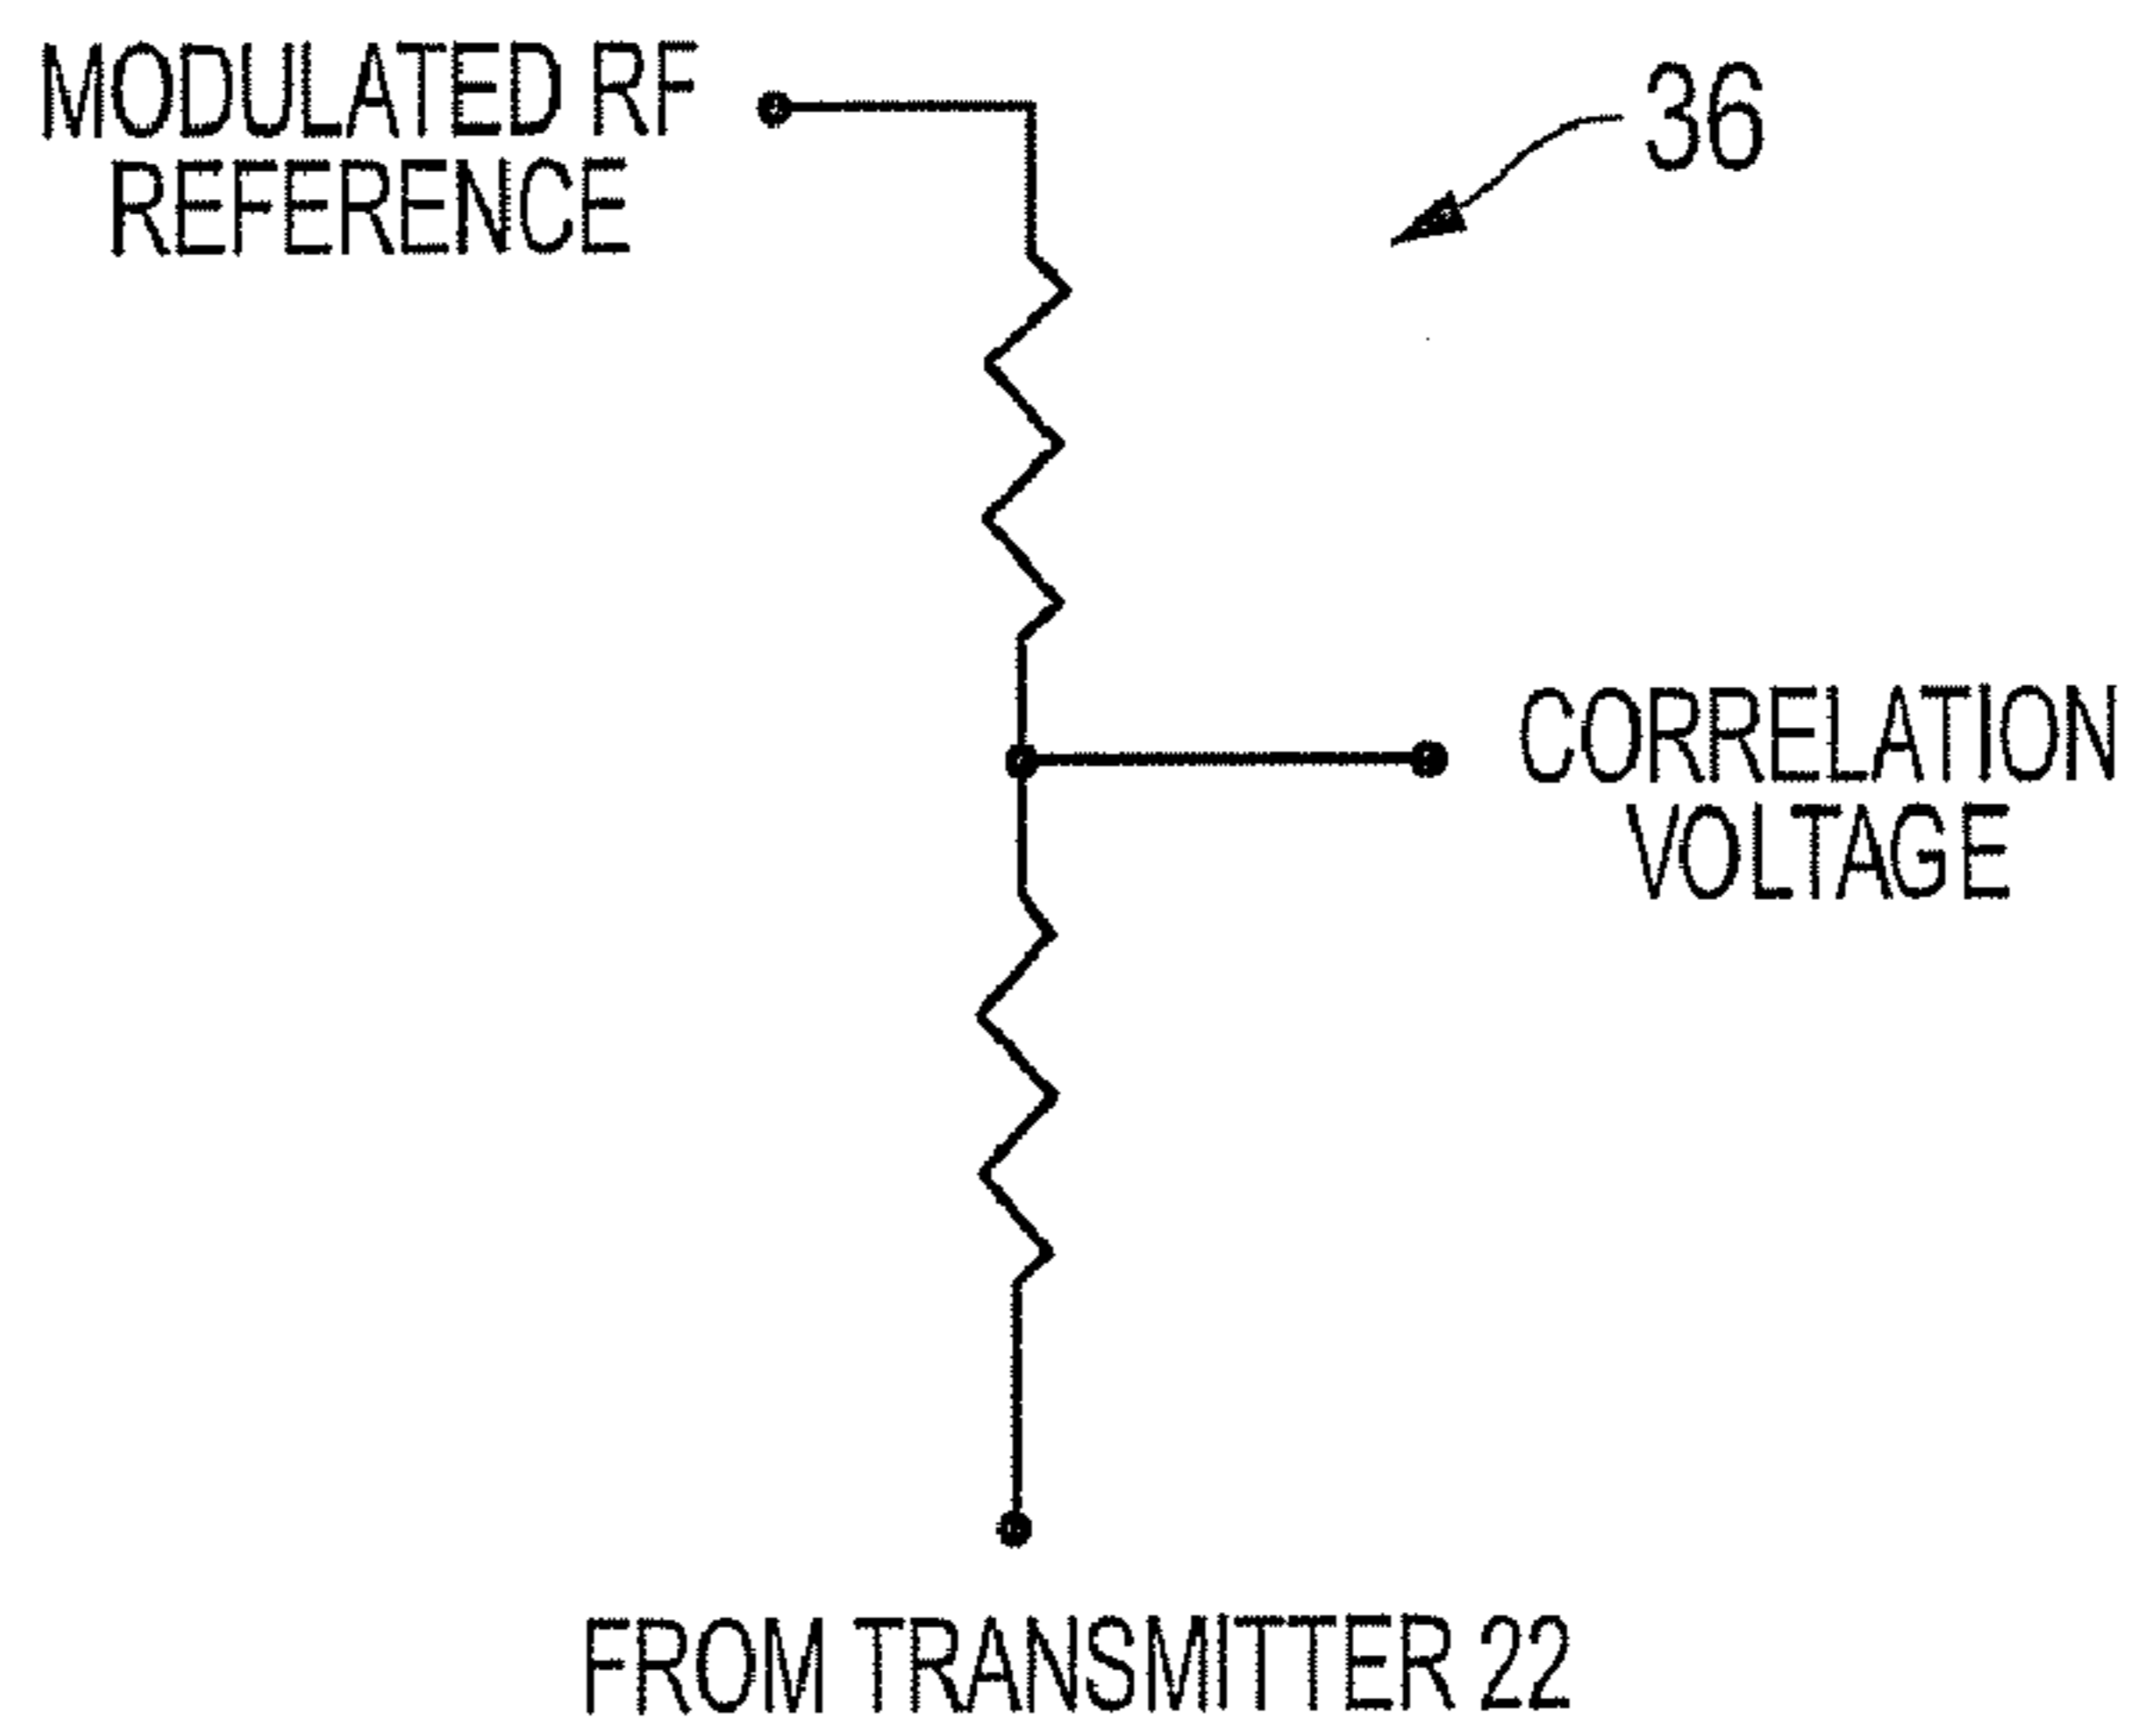 MODULATED RF
REFERENCE
36
CORRELATION
VOLTAGE
FROM TRANSMITTER 22